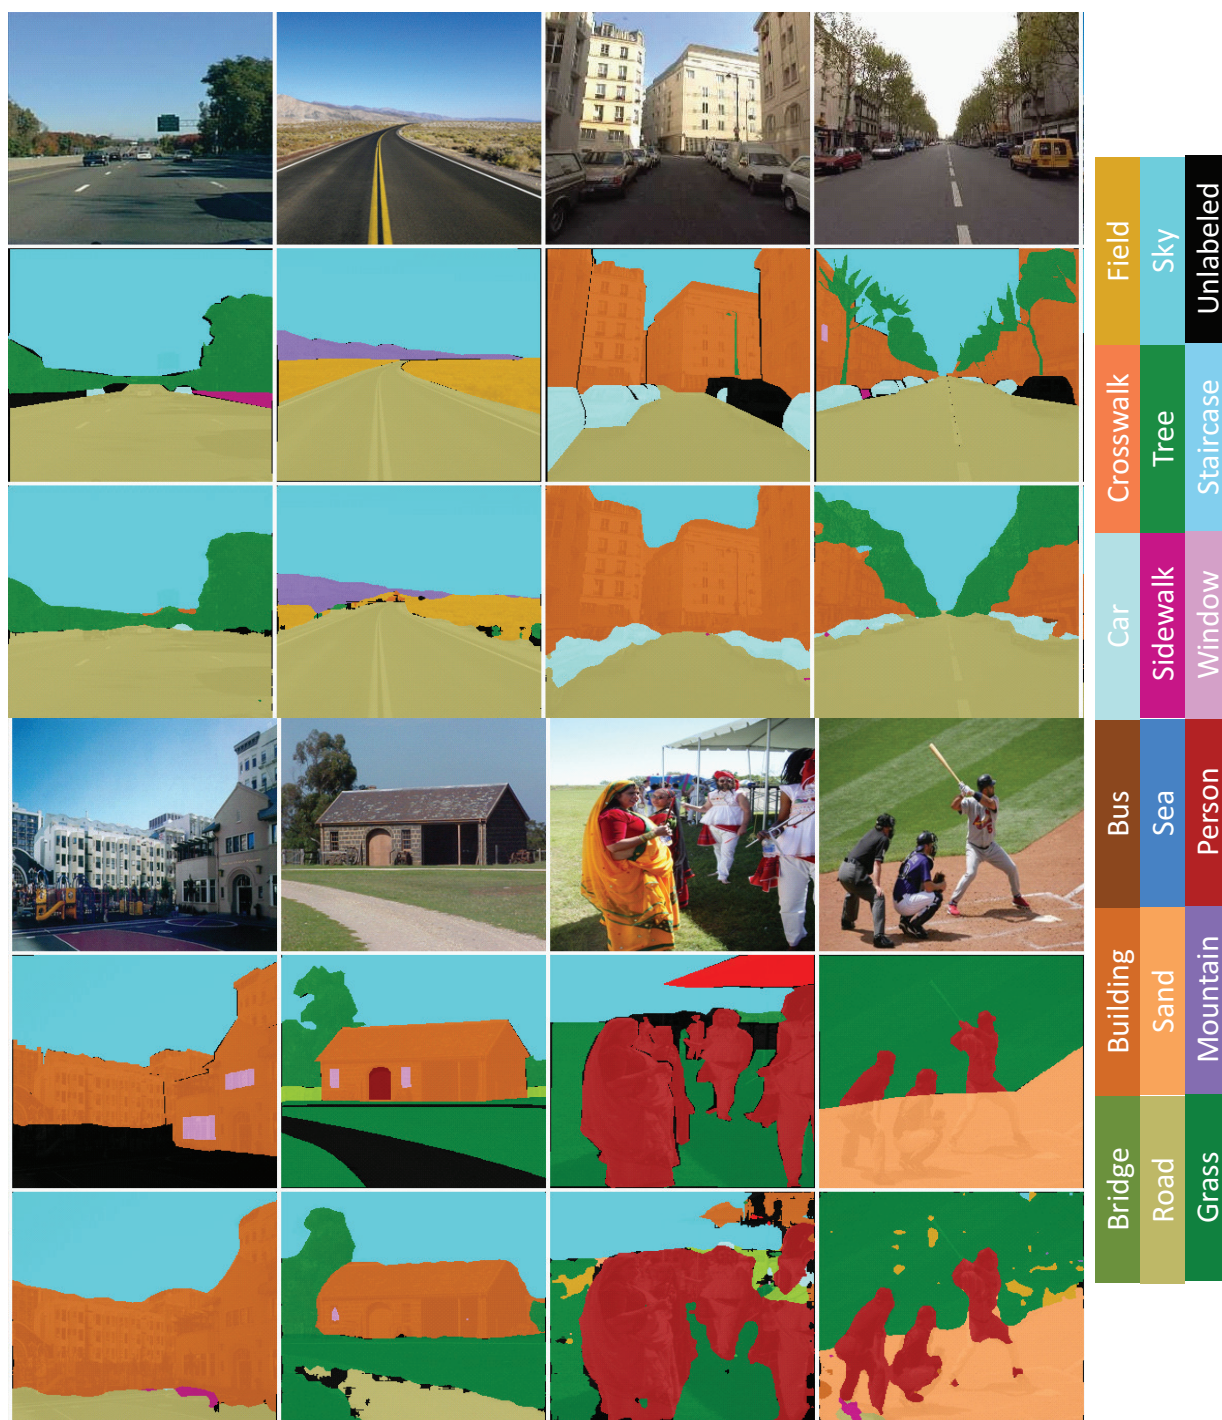 Field
Sky
Unlabeled
Crosswalk
Tree
Staircase
Car
Sidewalk
Window
Bus
Sea
Person
Building
Sand
Mountain
Bridge
Road
Grass